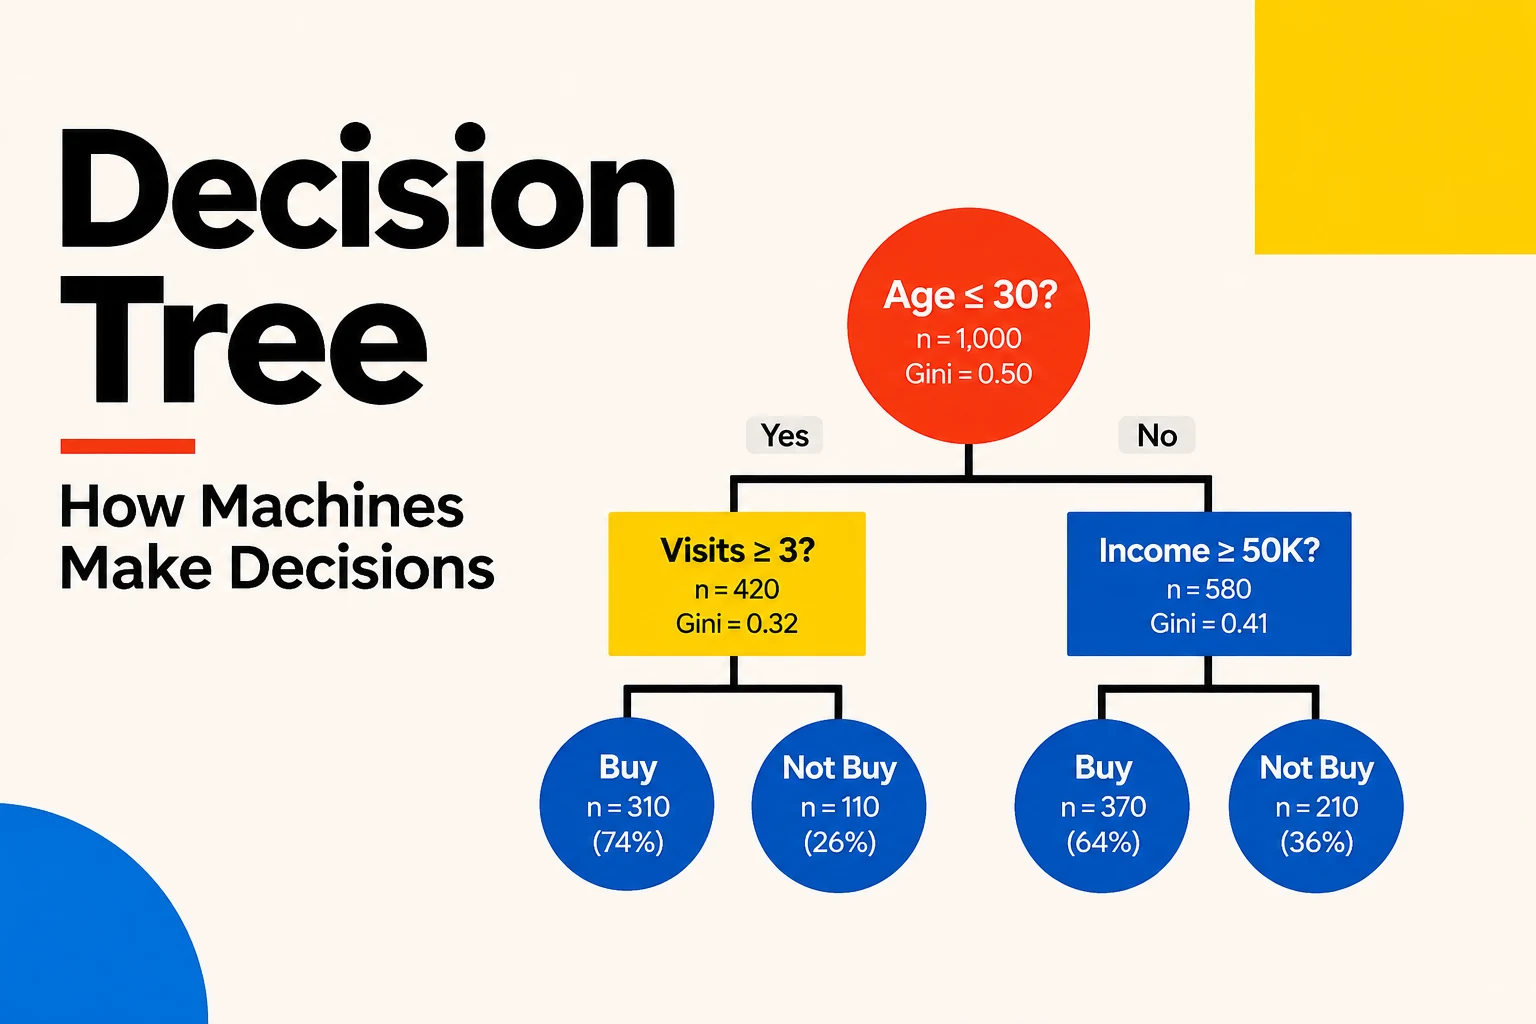 Decision
Tree
How Machines
Make Decisions
Age ≤ 30?
n = 1,000
Gini = 0.50
Yes
No
Visits ≥ 3?
n = 420
Gini = 0.32
Income ≥ 50K?
n = 580
Gini = 0.41
Buy
n = 310
(74%)
Not Buy
n = 110
(26%)
Buy
n = 370
(64%)
Not Buy
n = 210
(36%)